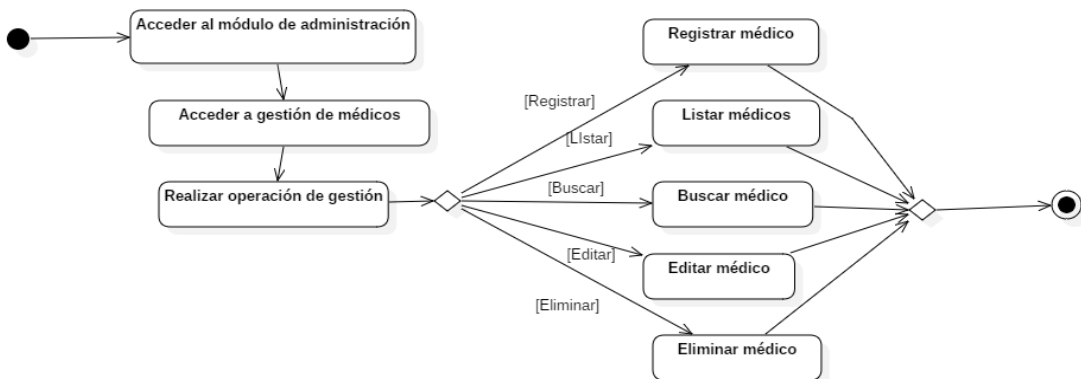 Acceder al módulo de administración
Acceder a gestión de médicos
Realizar operación de gestión
[Registrar]
[LIstar]
[Buscar]
[Editar]
[Eliminar]
Registrar médico
Listar médicos
Buscar médico
Editar médico
Eliminar médico